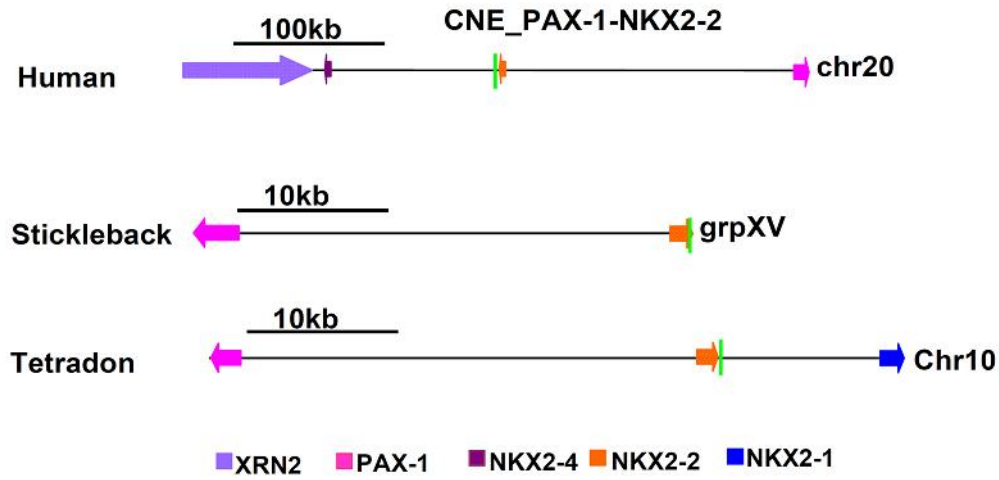 100kb
CNE_PAX-1-NKX2-2
Human
chr20
10kb
Stickleback
grpXV
10kb
Tetradon
Chr10
XRN2 PAX-1 NKX2-4 NKX2-2 NKX2-1